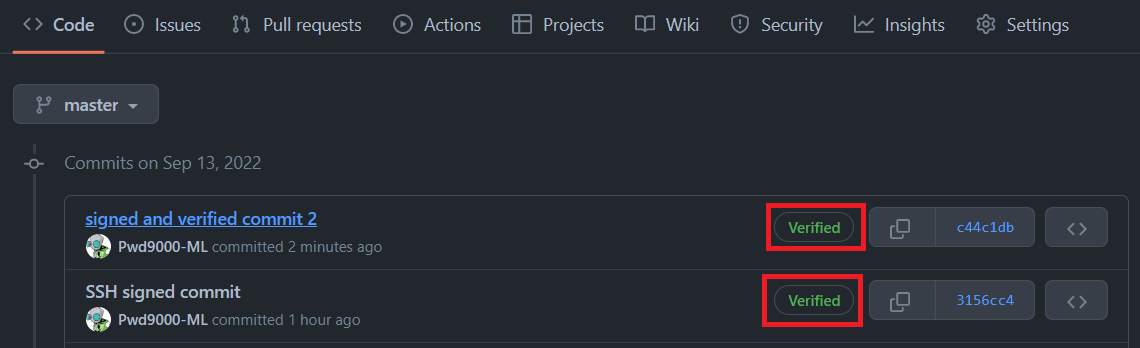 Code Issues Pull requests Actions Projects Wiki Security Insights Settings
master
Commits on Sep 13, 2022
signed and verified commit 2 Verified c44c1db
Pwd9000-ML committed 2 minutes ago
SSH signed commit Verified 3156cc4
Pwd9000-ML committed 1 hour ago